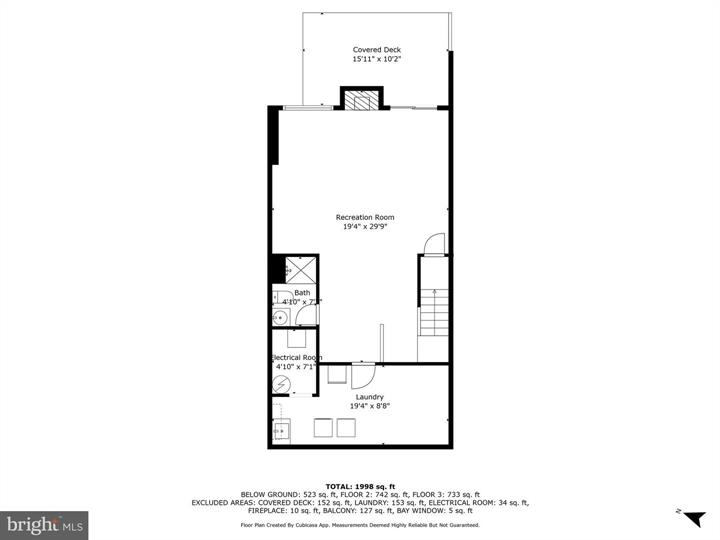 Covered Deck
15'11" x 10'2"
Recreation Room
19'4" x 29'9"
Bath
Electrical Room
4'10" x 7'1"
Laundry
19'4" x 8'8"
TOTAL: 1998 sq. ft
BELOW GROUND: 523 sq. ft, FLOOR 2: 742 sq. ft, FLOOR 3: 733 sq. ft
EXCLUDED AREAS: COVERED DECK: 152 sq. ft, LAUNDRY: 153 sq. ft, ELECTRICAL ROOM: 34 sq. ft,
FIREPLACE: 10 sq. ft, BALCONY: 127 sq. ft, BAY WINDOW: 5 sq. ft
Floor Plan Created By Cubicasa App. Measurements Deemed Highly Reliable But Not Guaranteed.
bright MLS
N